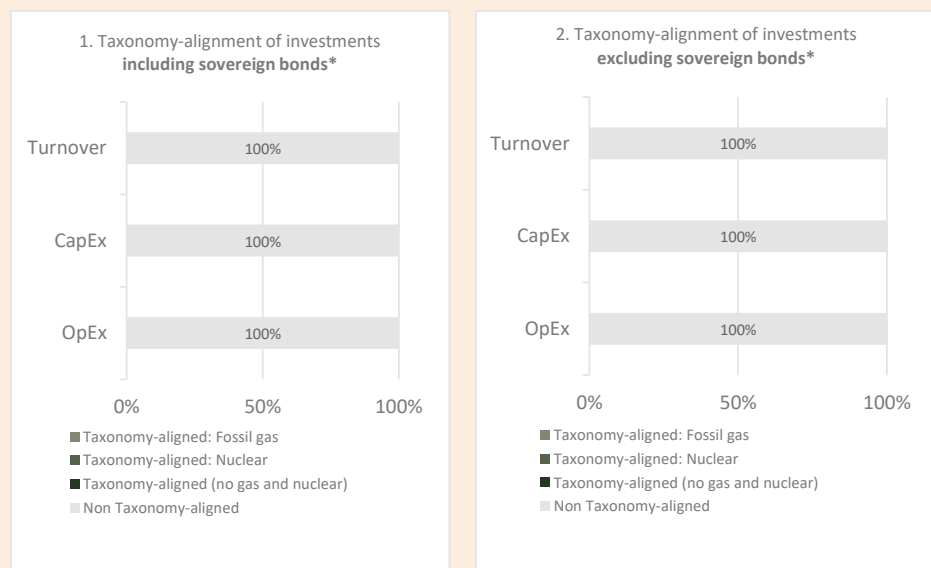 1. Taxonomy-alignment of investments
including sovereign bonds*
Turnover
100%
CapEx
100%
OpEx
100%
0%
50%
100%
Taxonomy-aligned: Fossil gas
Taxonomy-aligned: Nuclear
Taxonomy-aligned (no gas and nuclear)
Non Taxonomy-aligned
2. Taxonomy-alignment of investments
excluding sovereign bonds*
Turnover
100%
CapEx
100%
OpEx
100%
0%
50%
100%
Taxonomy-aligned: Fossil gas
Taxonomy-aligned: Nuclear
Taxonomy-aligned (no gas and nuclear)
Non Taxonomy-aligned